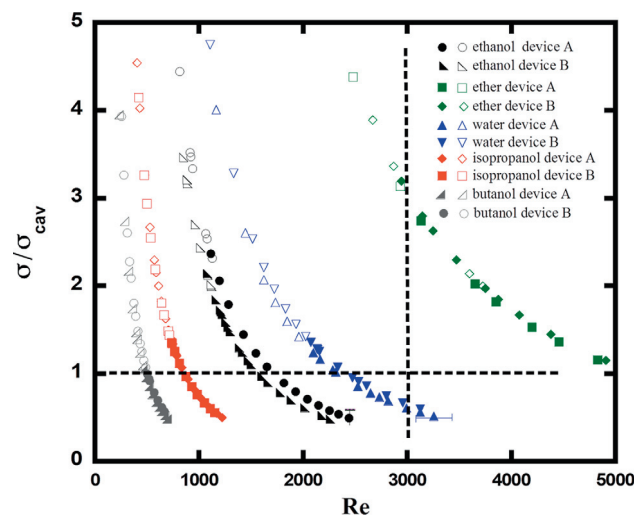 5
4
3
2
1
0
σ/σcav
0 1000 2000 3000 4000 5000
Re
ethanol device A
ethanol device B
ether device A
ether device B
water device A
water device B
isopropanol device A
isopropanol device B
butanol device A
butanol device B